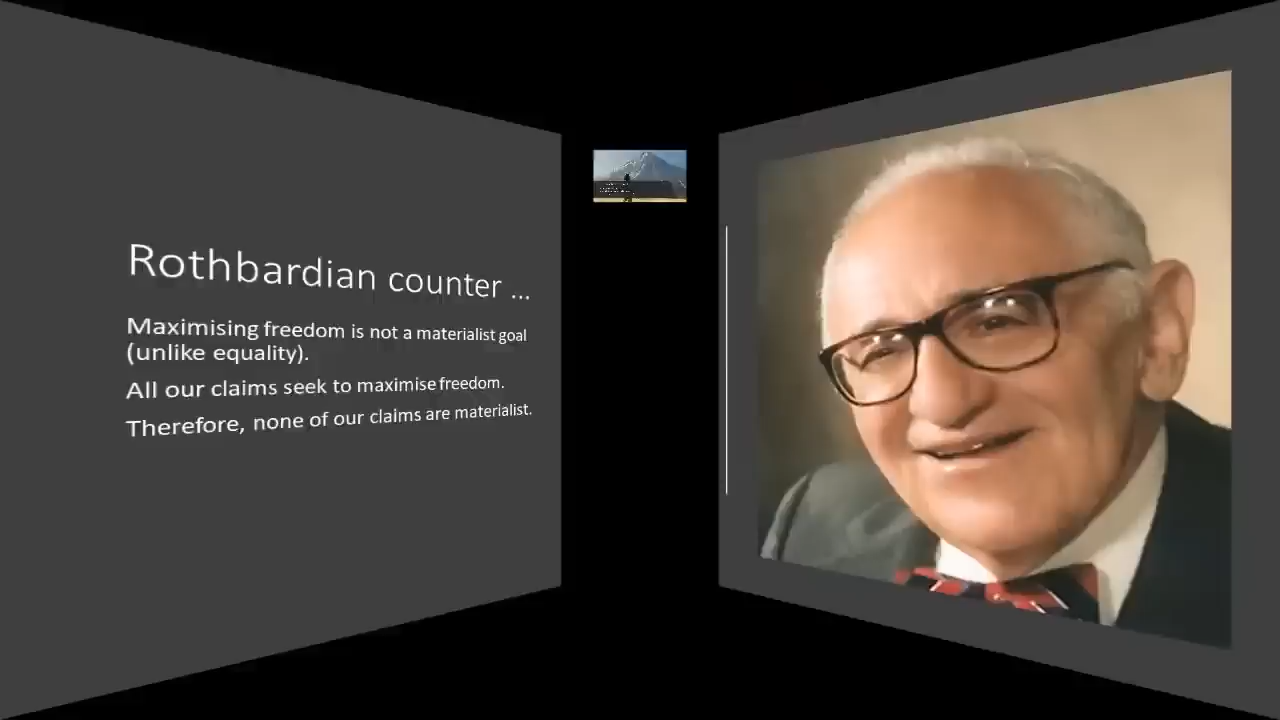 Rothbardian counter ...
Maximising freedom is not a materialist goal
(unlike equality).
All our claims seek to maximise freedom.
Therefore, none of our claims are materialist.